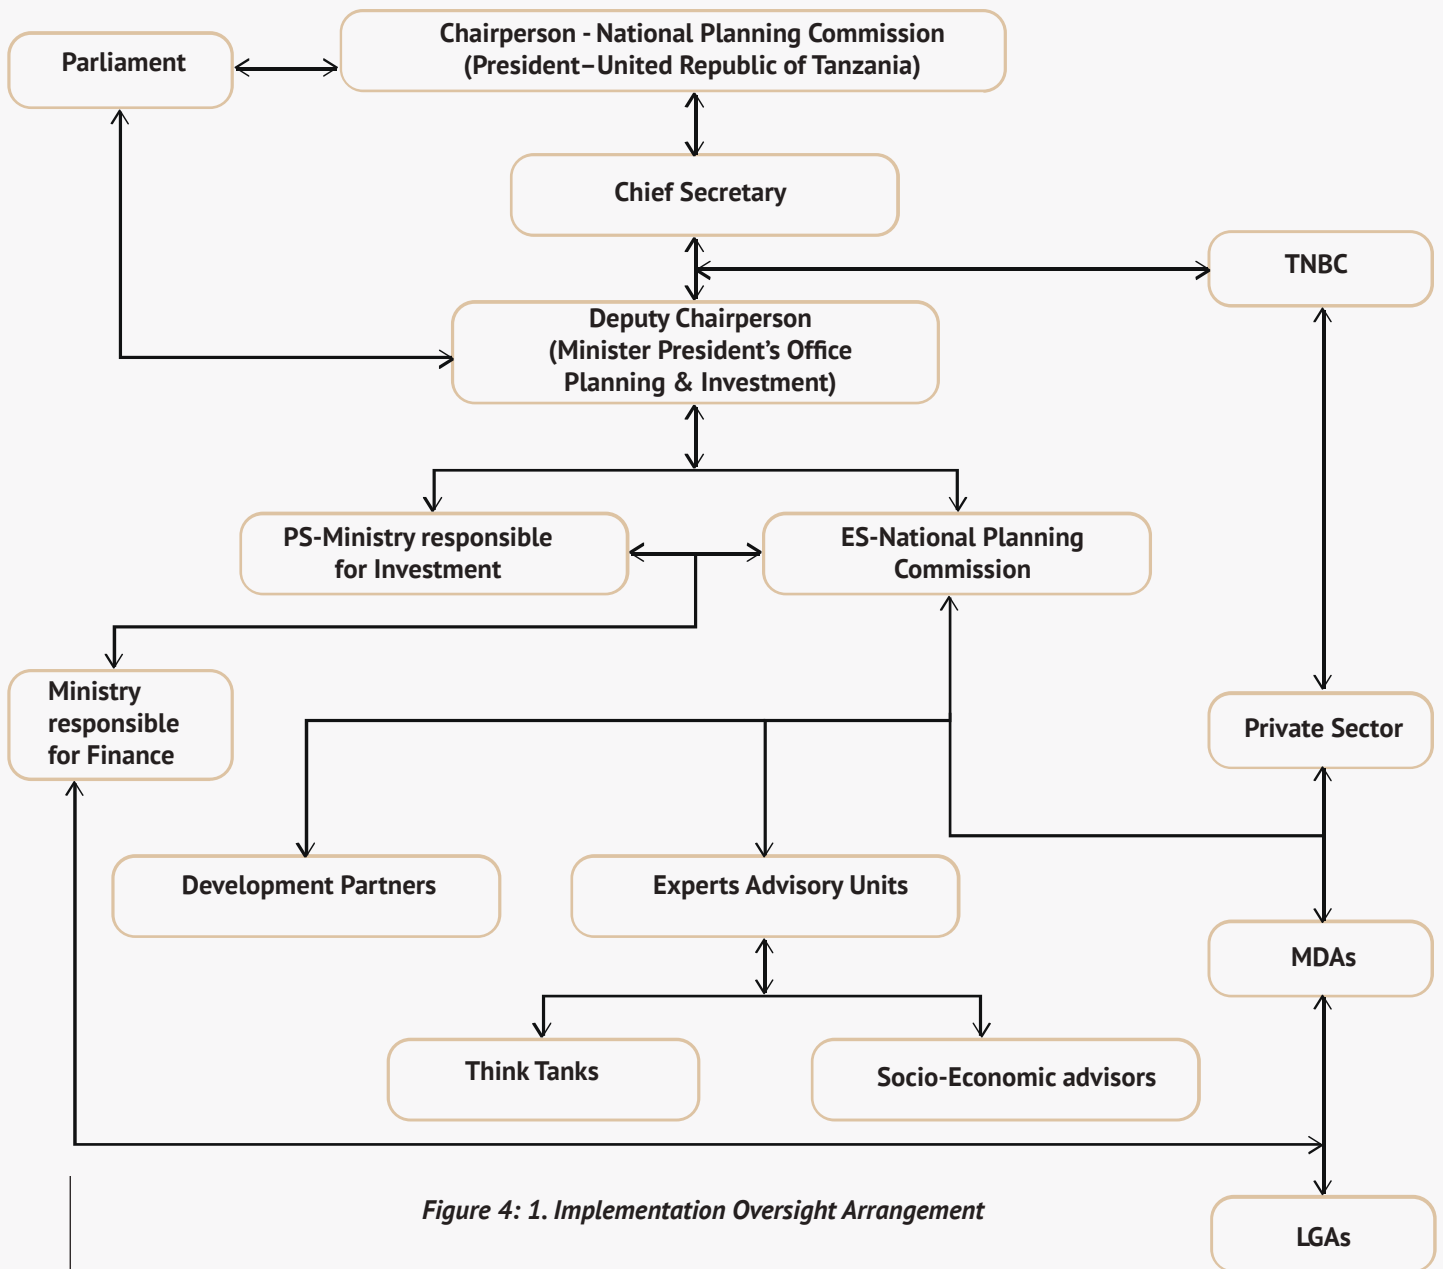 Parliament
Chairperson - National Planning Commission
(President–United Republic of Tanzania)
Chief Secretary
TNBC
Deputy Chairperson
(Minister President’s Office
Planning & Investment)
PS-Ministry responsible
for Investment
ES-National Planning
Commission
Ministry
responsible
for Finance
Private Sector
Development Partners
Experts Advisory Units
MDAs
Think Tanks
Socio-Economic advisors
Figure 4: 1. Implementation Oversight Arrangement
LGAs